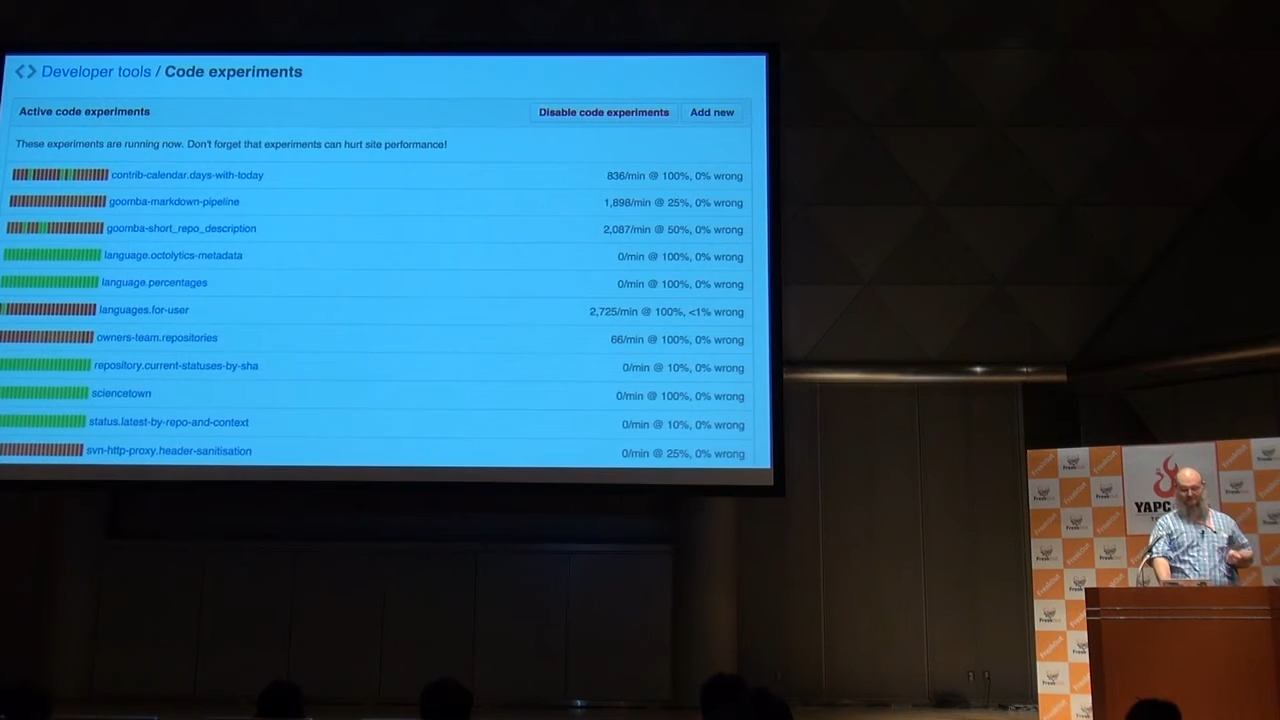 Developer tools / Code experiments
Active code experiments
Disable code experiments
Add new
These experiments are running now. Don't forget that experiments can hurt site performance!
contrib-calendar.days-with-today 836/min @ 100%, 0% wrong
goomba-markdown-pipeline 1,898/min @ 25%, 0% wrong
goomba-short_repo_description 2,087/min @ 50%, 0% wrong
language.octolytics-metadata 0/min @ 100%, 0% wrong
language.percentages 0/min @ 100%, 0% wrong
languages.for-user 2,725/min @ 100%, <1% wrong
owners-team.repositories 66/min @ 100%, 0% wrong
repository.current-statuses-by-sha 0/min @ 10%, 0% wrong
sciencetown 0/min @ 100%, 0% wrong
status.latest-by-repo-and-context 0/min @ 10%, 0% wrong
svn-http-proxy.header-sanitisation 0/min @ 25%, 0% wrong
YAPC
FreakOut